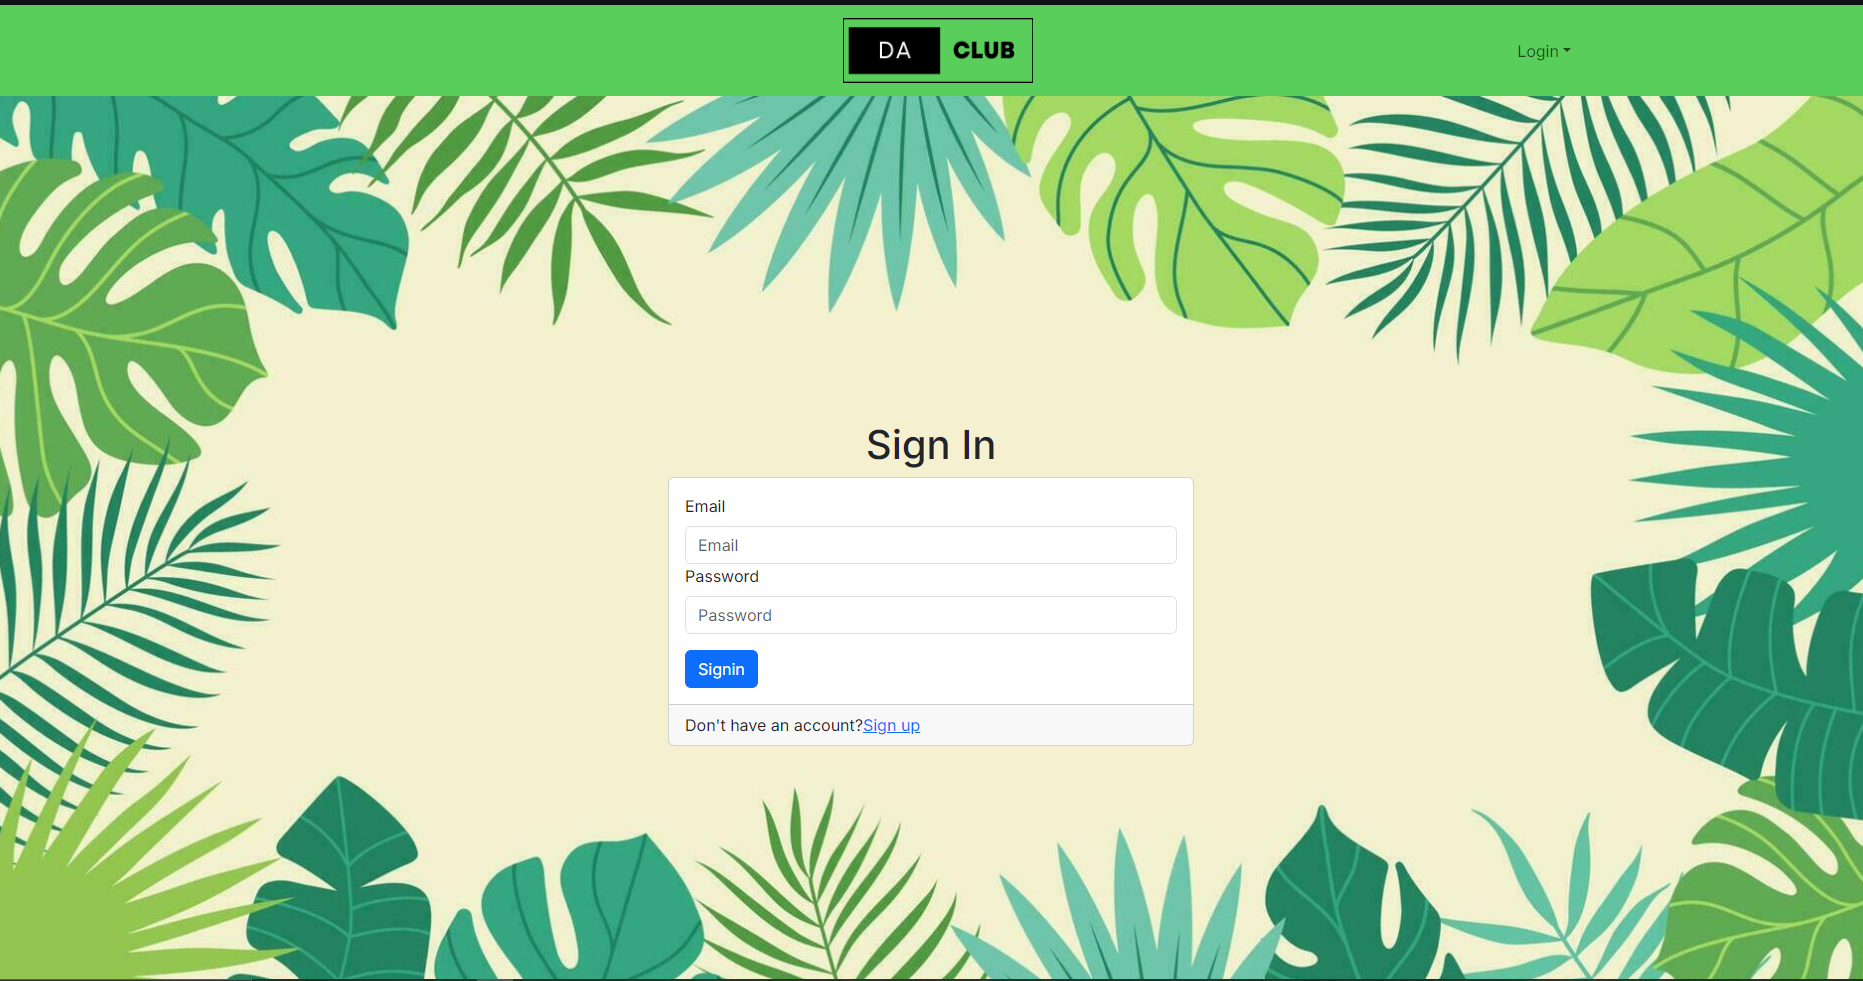 DA CLUB
Login
Sign In
Email
Email
Password
Password
Signin
Don't have an account?Sign up